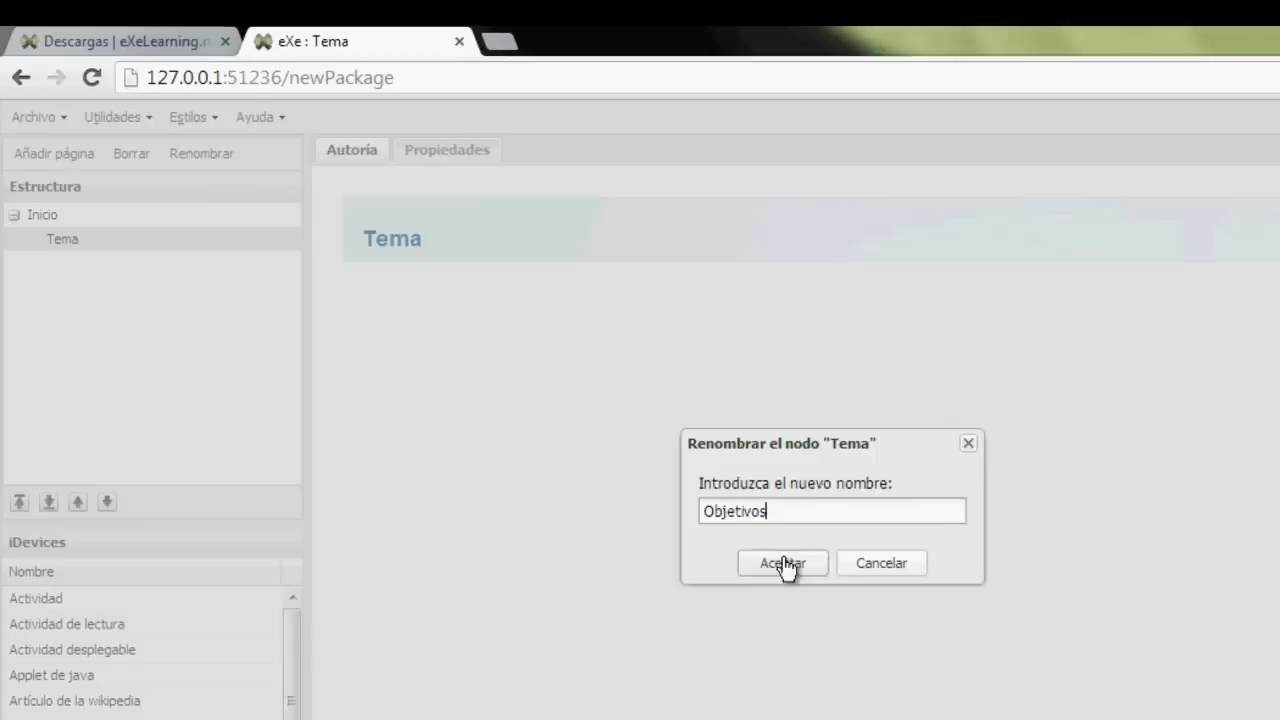 Descargas | eXeLearning.n
eXe : Tema
127.0.0.1:51236/newPackage
Archivo Utilidades Estilos Ayuda
Añadir página Borrar Renombrar
Autoría Propiedades
Estructura
Inicio
Tema
Tema
Renombrar el nodo "Tema"
Introduzca el nuevo nombre:
Objetivos
Aceptar Cancelar
iDevices
Nombre
Actividad
Actividad de lectura
Actividad desplegable
Applet de java
Artículo de la wikipedia